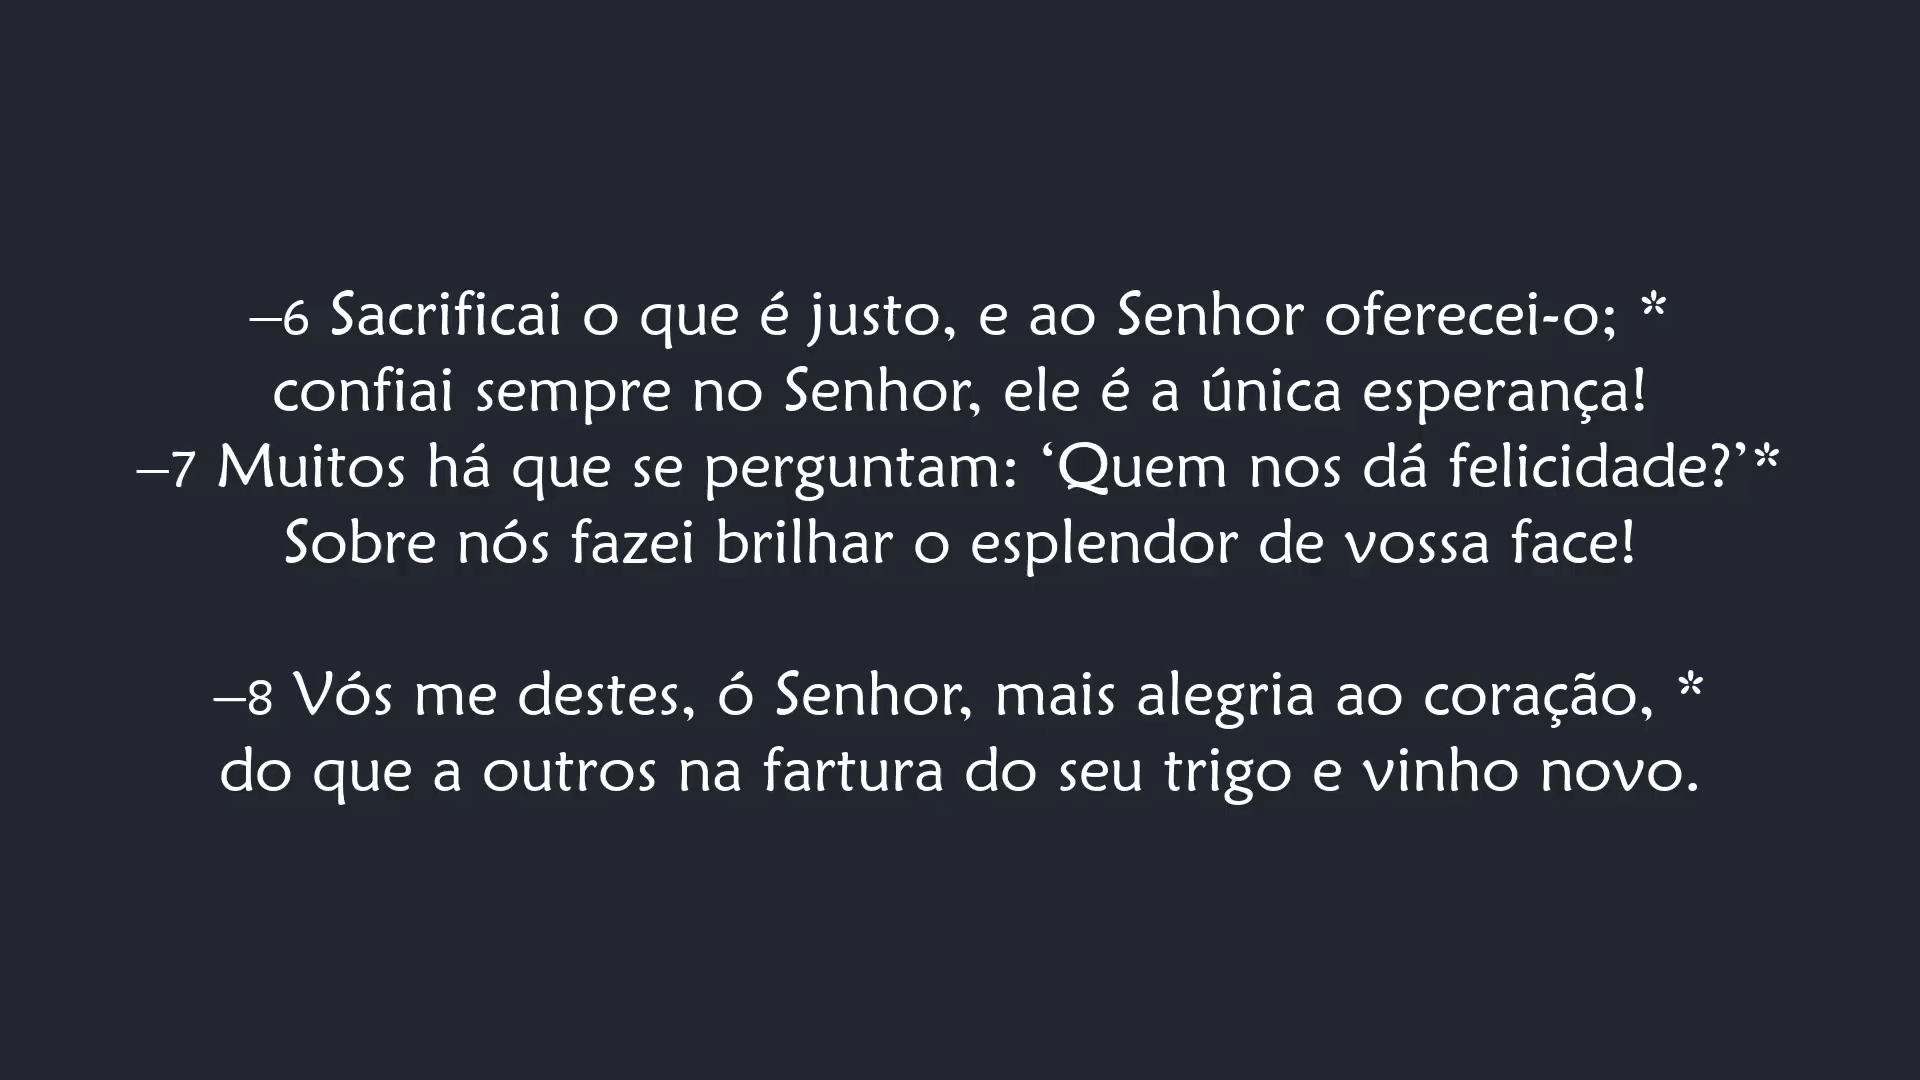 –6 Sacrificai o que é justo, e ao Senhor oferecei-o; *
confiai sempre no Senhor, ele é a única esperança!
–7 Muitos há que se perguntam: ‘Quem nos dá felicidade?’*
Sobre nós fazei brilhar o esplendor de vossa face!
–8 Vós me destes, ó Senhor, mais alegria ao coração, *
do que a outros na fartura do seu trigo e vinho novo.